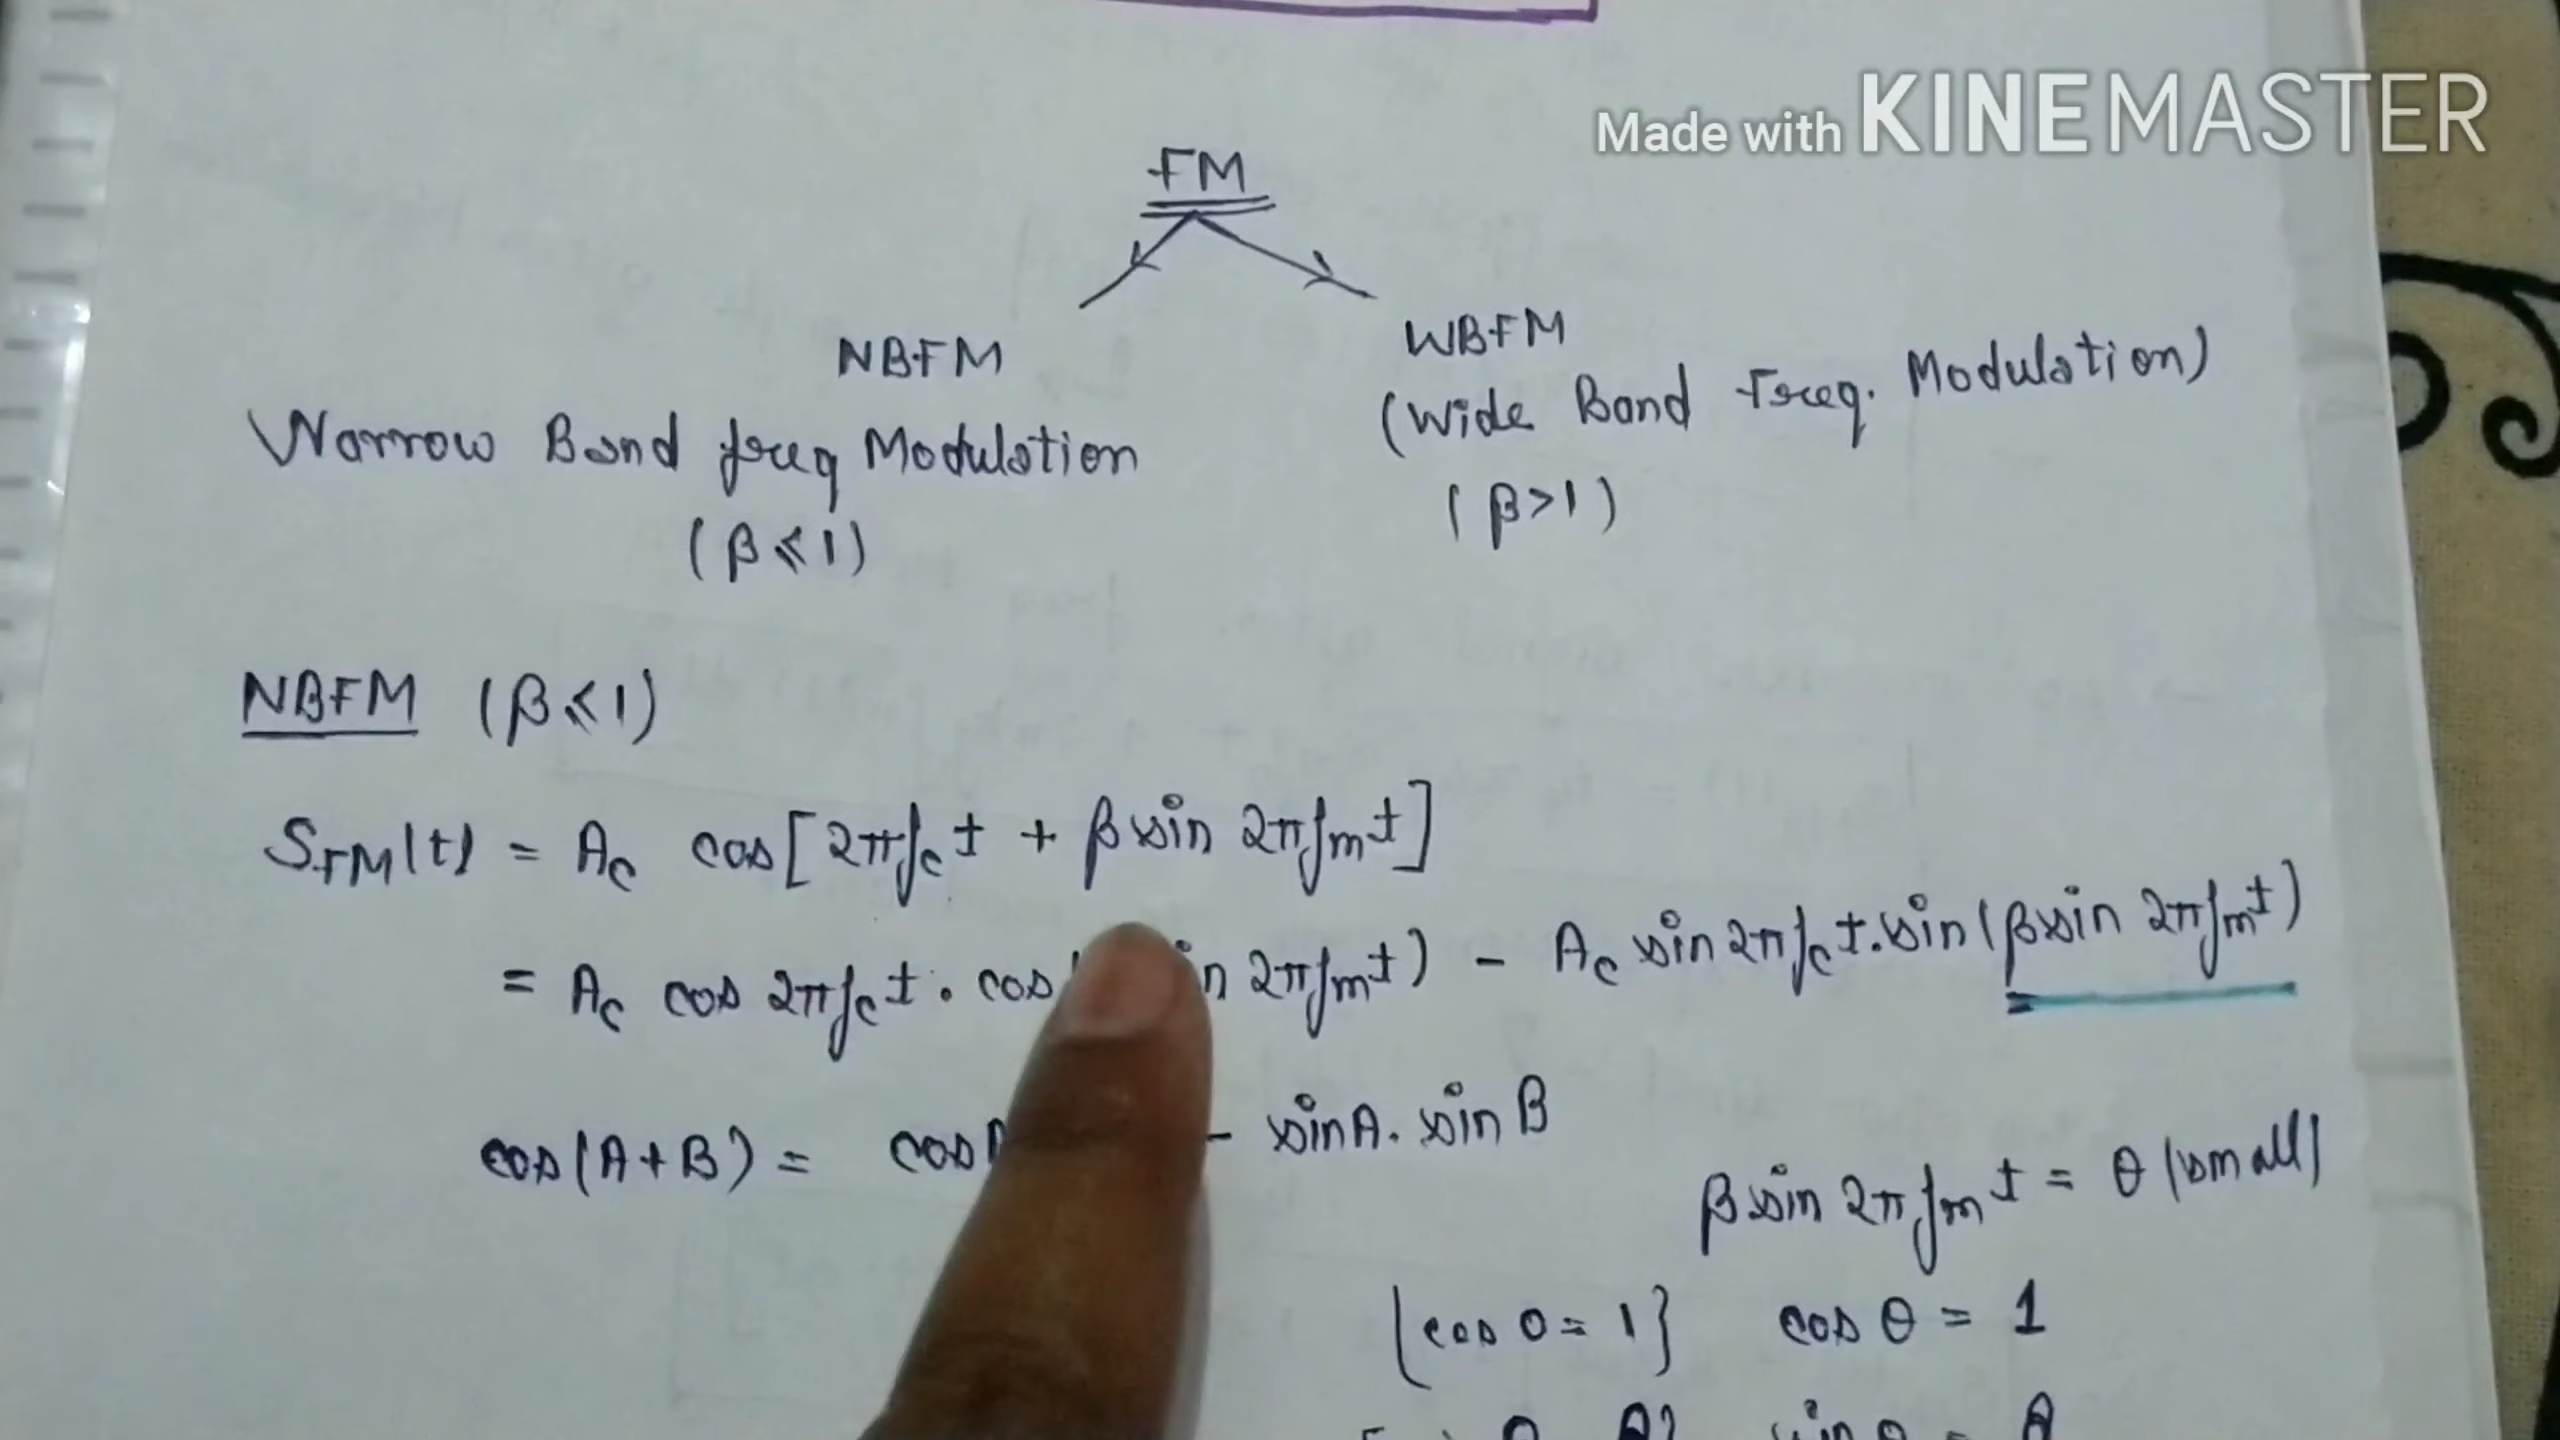 Made with KINEMASTER
FM
NBFM
WBFM
Narrow Band freq Modulation
(Wide Band Freq. Modulation)
(β⩽1)
(β>1)
NBFM (β⩽1)
SFM(t) = Ac cos[2πfct + β sin 2πfmt]
= Ac cos 2πfct . cos 2πfmt) - Ac sin 2πfct . sin(β sin 2πfmt)
cos(A+B) = cos - sinA. sin B
β sin 2πfmt = θ (small)
{cos 0 = 1} cos θ = 1
sin θ = θ